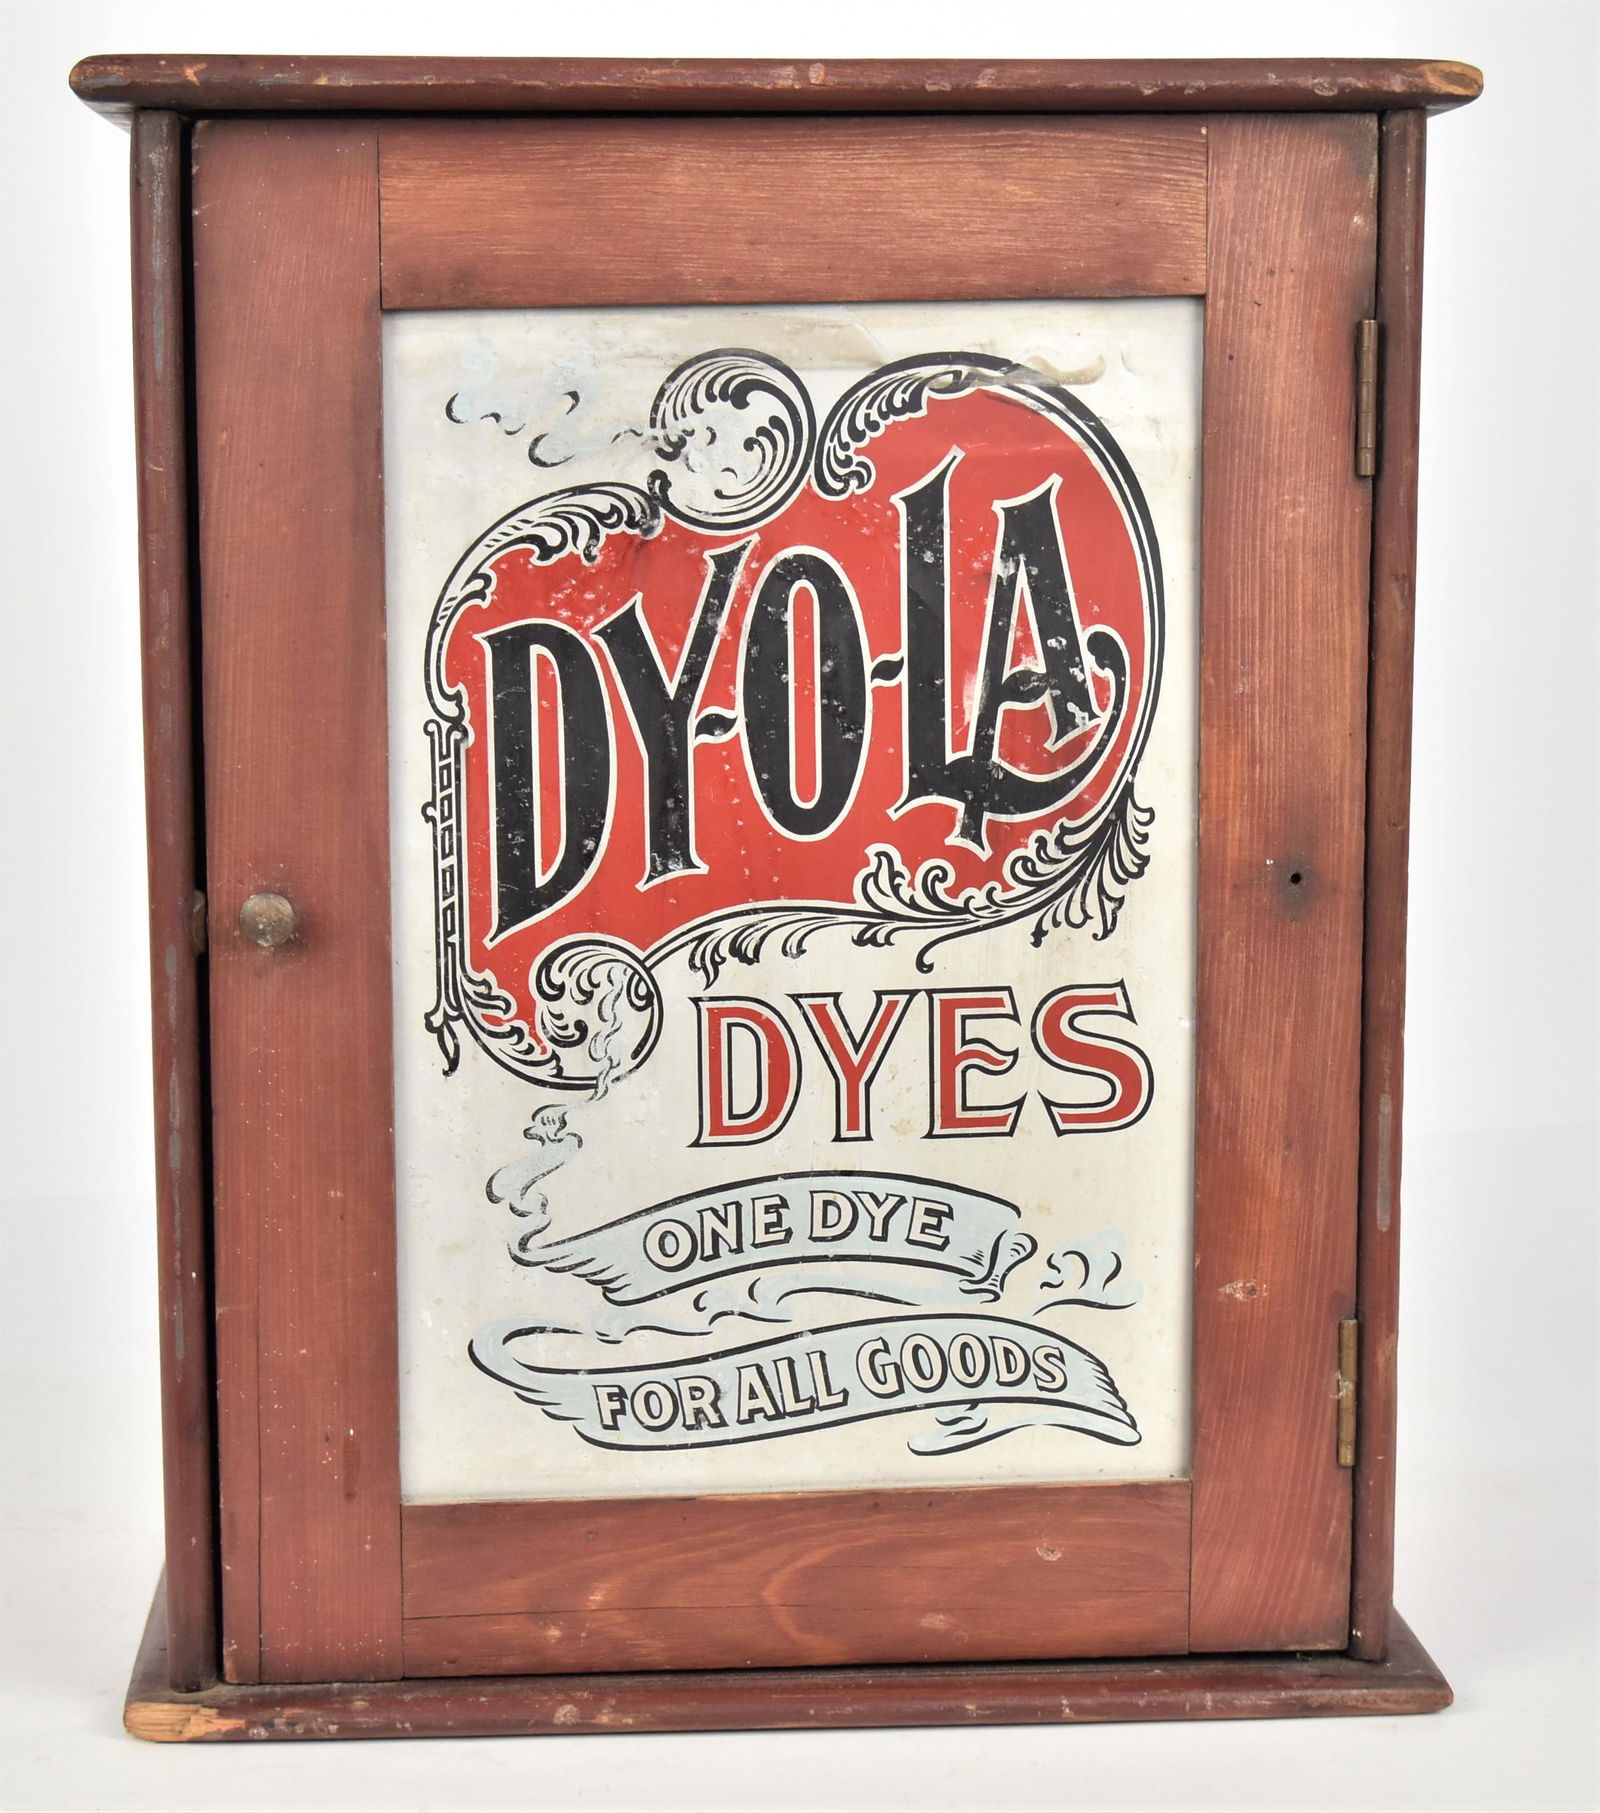 DY-O-LA
DYES
ONE DYE
FOR ALL GOODS